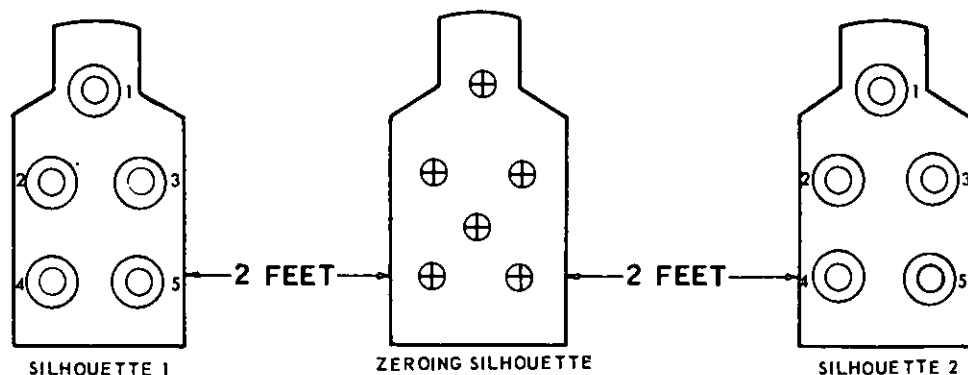 1
2 3
4 5
SILHOUETTE 1
2 FEET
ZEROING SILHOUETTE
2 FEET
1
2 3
4 5
SILHOUETTE 2